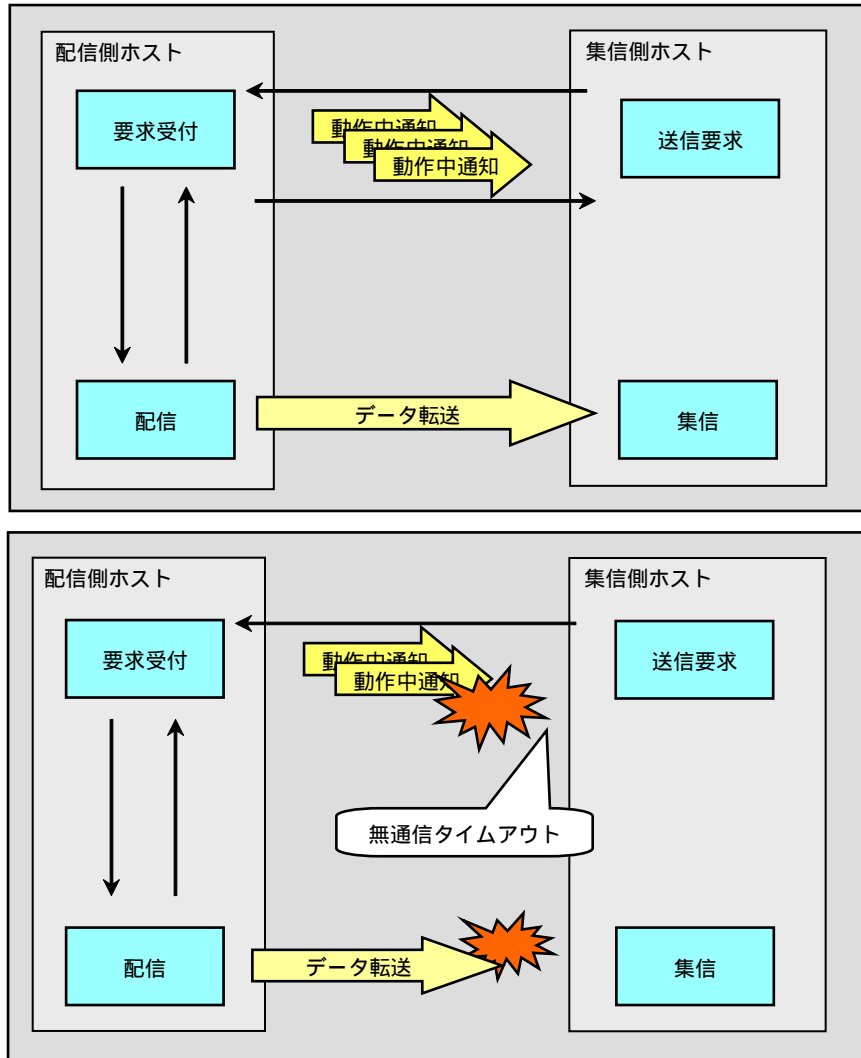 配信側ホスト
集信側ホスト
要求受付
動作中通知
動作中通知
動作中通知
送信要求
配信
データ転送
集信
配信側ホスト
集信側ホスト
要求受付
動作中通知
動作中通知
送信要求
無通信タイムアウト
配信
データ転送
集信